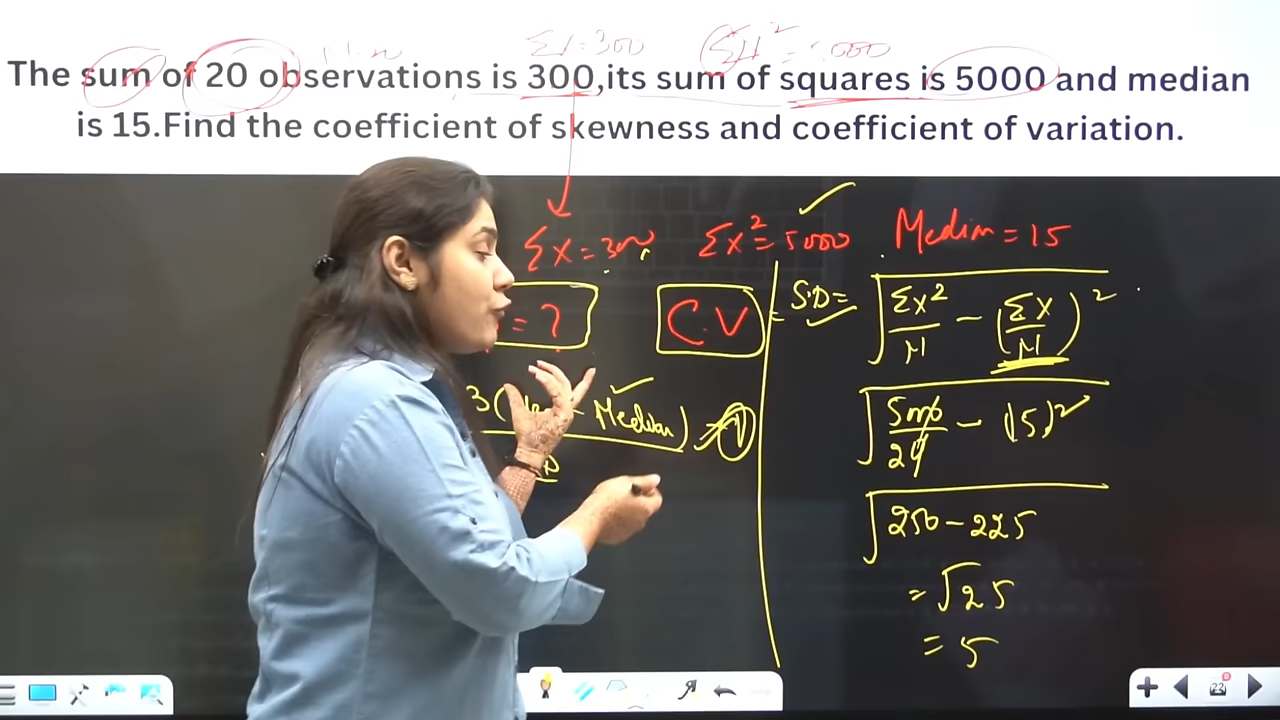 The sum of 20 observations is 300,its sum of squares is 5000 and median
is 15.Find the coefficient of skewness and coefficient of variation.
Σx = 300 Σx² = 5000 Median = 15
= ?
C.V
S.D =
√ Σx²/N − (Σx/N)²
3( − Median)
√ 5000/20 − (15)²
√ 250 − 225
= √25
= 5
22